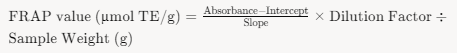 FRAP value (μmol TE/g) = Absorbance−Intercept / Slope × Dilution Factor ÷
Sample Weight (g)